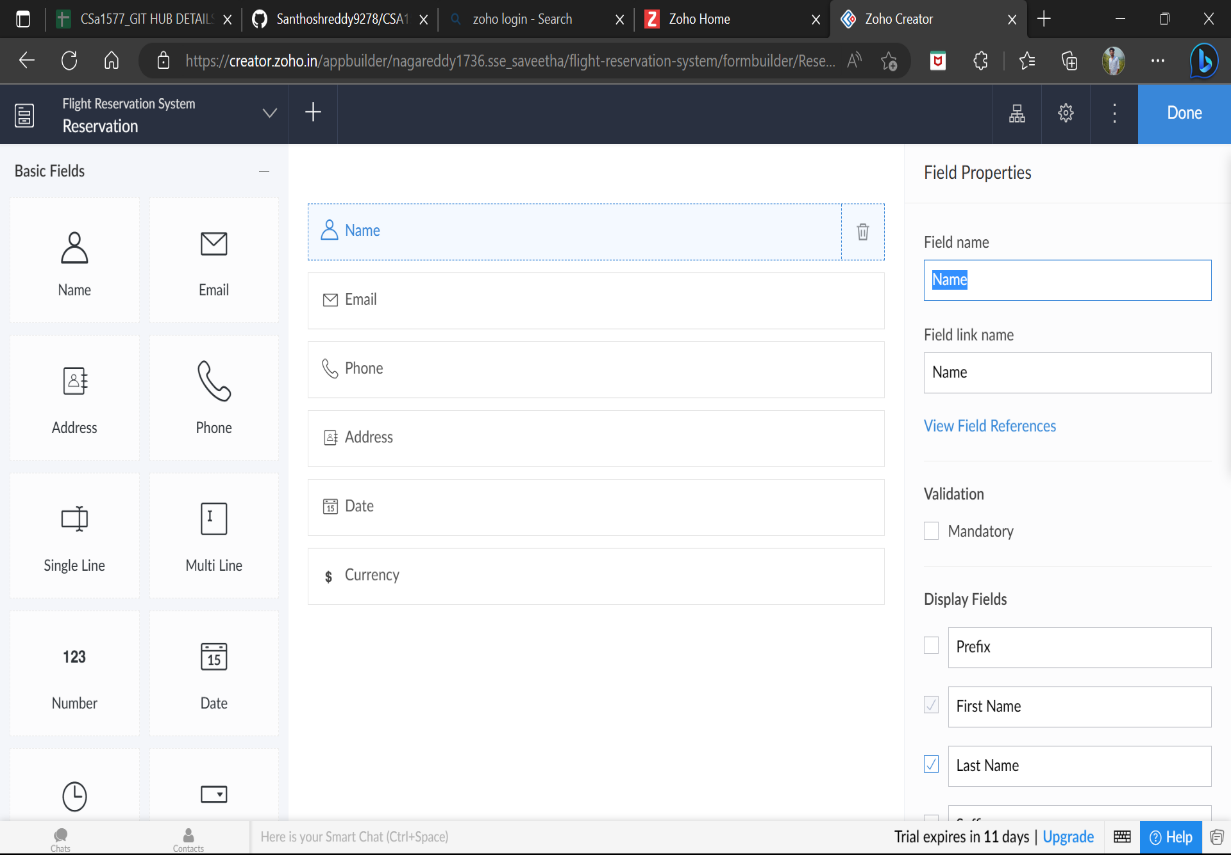 CSa1577_GIT HUB DETAILS
Santhoshreddy9278/CSA1
zoho login - Search
Zoho Home
Zoho Creator
https://creator.zoho.in/appbuilder/nagareddy1736.sse_saveetha/flight-reservation-system/formbuilder/Rese...
Flight Reservation System
Reservation
Done
Basic Fields
Name
Email
Address
Phone
Single Line
Multi Line
123
15
Number
Date
Name
Email
Phone
Address
15 Date
$ Currency
Field Properties
Field name
Name
Field link name
Name
View Field References
Validation
Mandatory
Display Fields
Prefix
First Name
Last Name
Chats
Contacts
Here is your Smart Chat (Ctrl+Space)
Trial expires in 11 days | Upgrade
Help